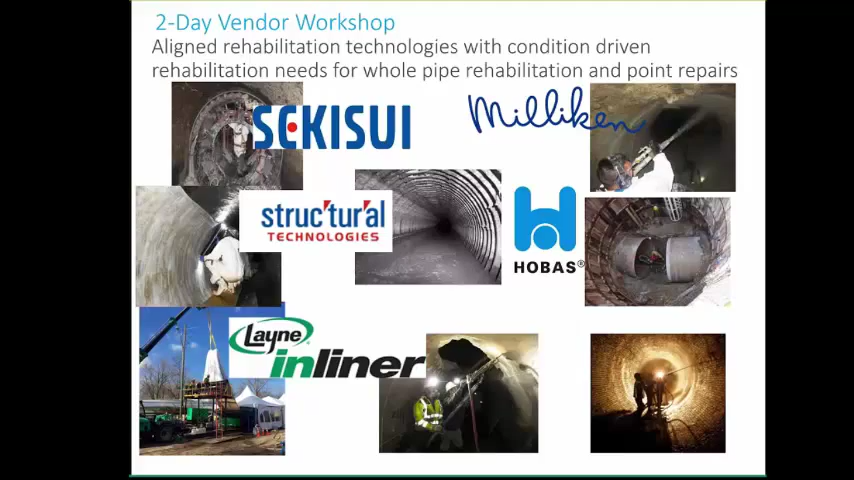 2-Day Vendor Workshop
Aligned rehabilitation technologies with condition driven
rehabilitation needs for whole pipe rehabilitation and point repairs
SEKISUI
Milliken
struc'tur'al
TECHNOLOGIES
HOBAS®
Layne
inliner